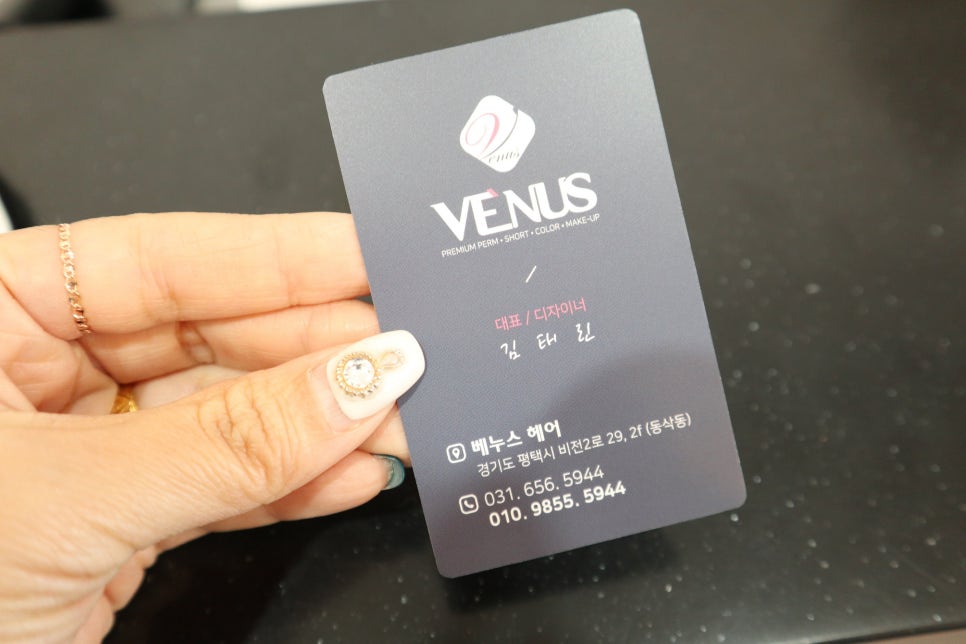 Venus
VENUS
PREMIUM PERM • SHORT • COLOR • MAKE-UP
/
대표 / 디자이너
김 태 린
베누스 헤어
경기도 평택시 비전2로 29, 2f (동삭동)
031. 656. 5944
010. 9855. 5944